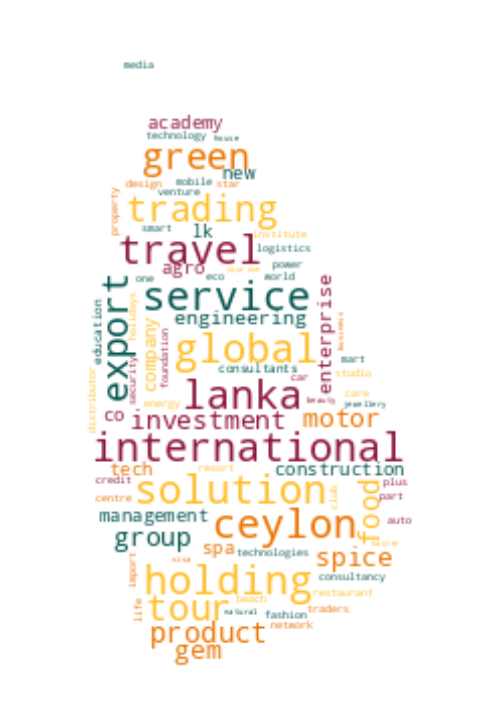 media
academy
technology house
green
new
design mobile star
venture
property
trading
smart lk institute
travel logistics
agro power
one eco world
export
service
education
holidays
engineering
enterprise
business
company
global
foundation
security
consultants mart
car studio
distributor
lanka
energy beauty care
jewellery
co investment motor
international
tech resort construction
credit solution plus
centre club part
food
management ceylon auto
group
spa technologies spice
visa
import
holding consultancy
restaurant
life
tour beach
natural fashion traders
product network
gem